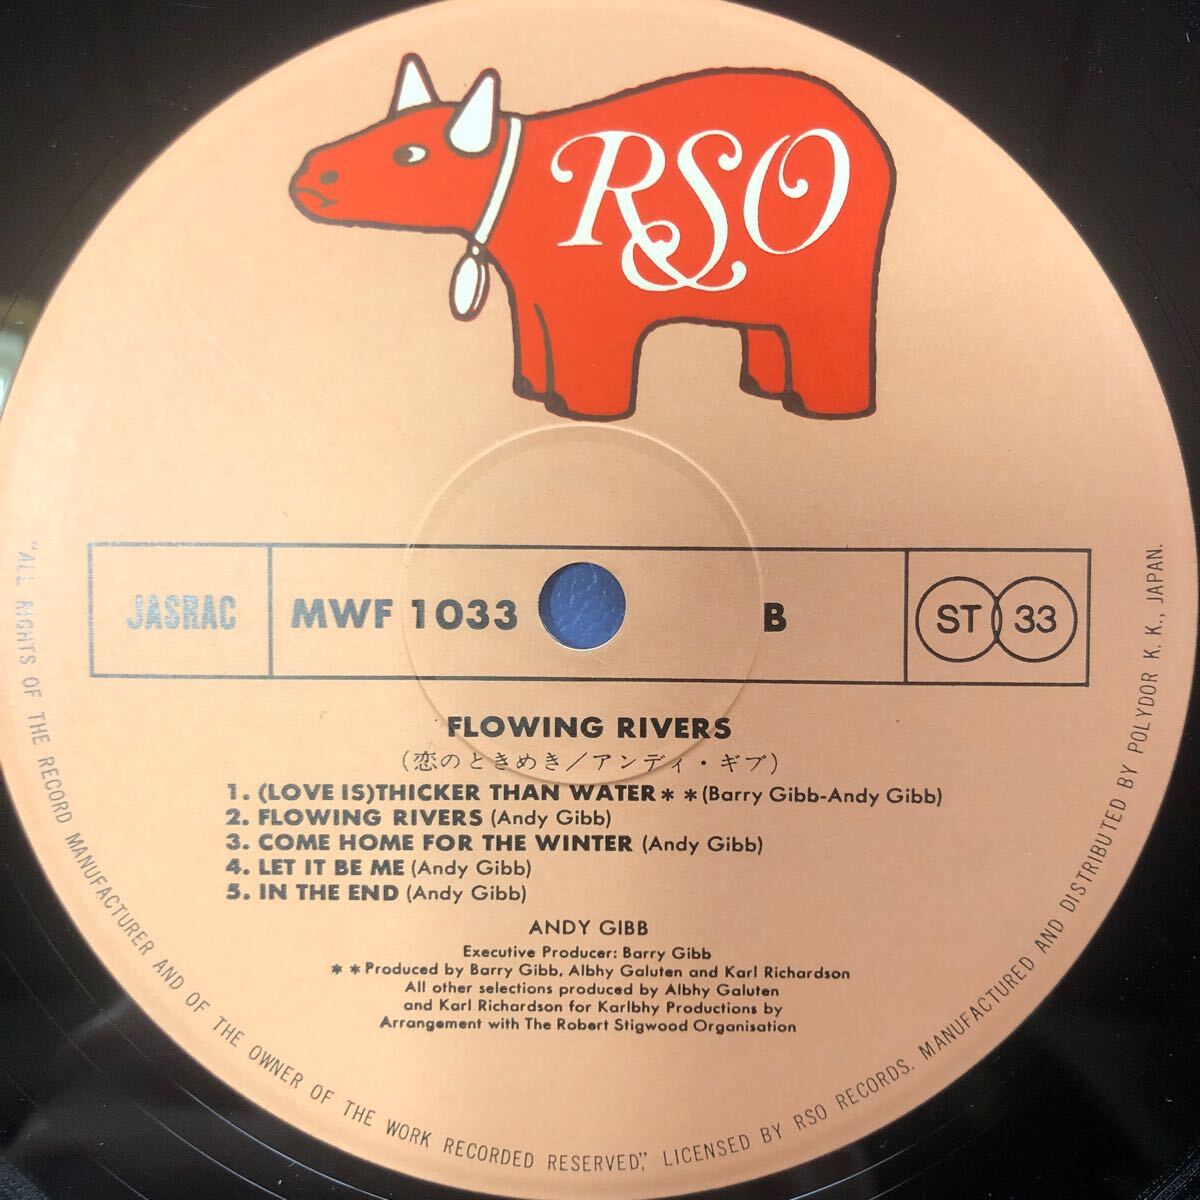 RSO
JASRAC
MWF 1033
B
ST 33
FLOWING RIVERS
(恋のときめき/アンディ・ギブ)
1. (LOVE IS)THICKER THAN WATER**(Barry Gibb-Andy Gibb)
2. FLOWING RIVERS (Andy Gibb)
3. COME HOME FOR THE WINTER (Andy Gibb)
4. LET IT BE ME (Andy Gibb)
5. IN THE END (Andy Gibb)
ANDY GIBB
Executive Producer: Barry Gibb
**Produced by Barry Gibb, Albhy Galuten and Karl Richardson
All other selections produced by Albhy Galuten
and Karl Richardson for Karlbhy Productions by
Arrangement with The Robert Stigwood Organisation
"ALL RIGHTS OF THE RECORD MANUFACTURER AND OF THE OWNER OF THE WORK RECORDED RESERVED," LICENSED BY RSO RECORDS. MANUFACTURED AND DISTRIBUTED BY POLYDOR K. K., JAPAN.